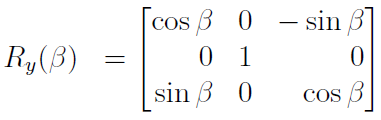 R_y(β) = [cos β 0 − sin β]
[0 1 0]
[sin β 0 cos β]